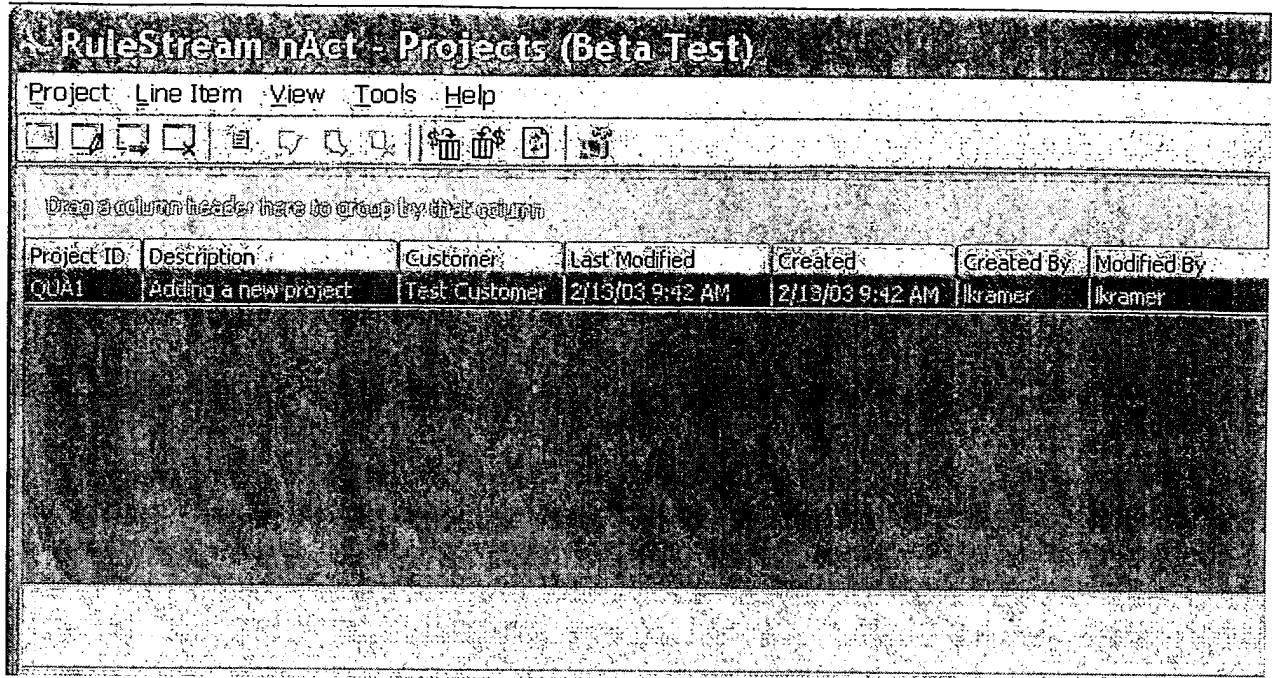 RuleStream nAct - Projects (Beta Test)
Project Line Item View Tools Help
Drag a column header here to group by that column
Project ID Description Customer Last Modified Created Created By Modified By
QUA1 Adding a new project Test Customer 2/13/03 9:42 AM 2/13/03 9:42 AM lkramer lkramer